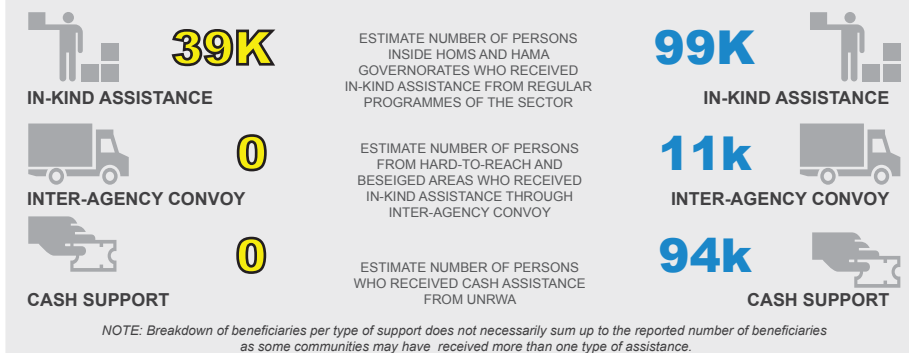 39K
IN-KIND ASSISTANCE
ESTIMATE NUMBER OF PERSONS
INSIDE HOMS AND HAMA
GOVERNORATES WHO RECEIVED
IN-KIND ASSISTANCE FROM REGULAR
PROGRAMMES OF THE SECTOR
99K
IN-KIND ASSISTANCE
0
INTER-AGENCY CONVOY
ESTIMATE NUMBER OF PERSONS
FROM HARD-TO-REACH AND
BESEIGED AREAS WHO RECEIVED
IN-KIND ASSISTANCE THROUGH
INTER-AGENCY CONVOY
11k
INTER-AGENCY CONVOY
0
CASH SUPPORT
ESTIMATE NUMBER OF PERSONS
WHO RECEIVED CASH ASSISTANCE
FROM UNRWA
94k
CASH SUPPORT
NOTE: Breakdown of beneficiaries per type of support does not necessarily sum up to the reported number of beneficiaries
as some communities may have received more than one type of assistance.